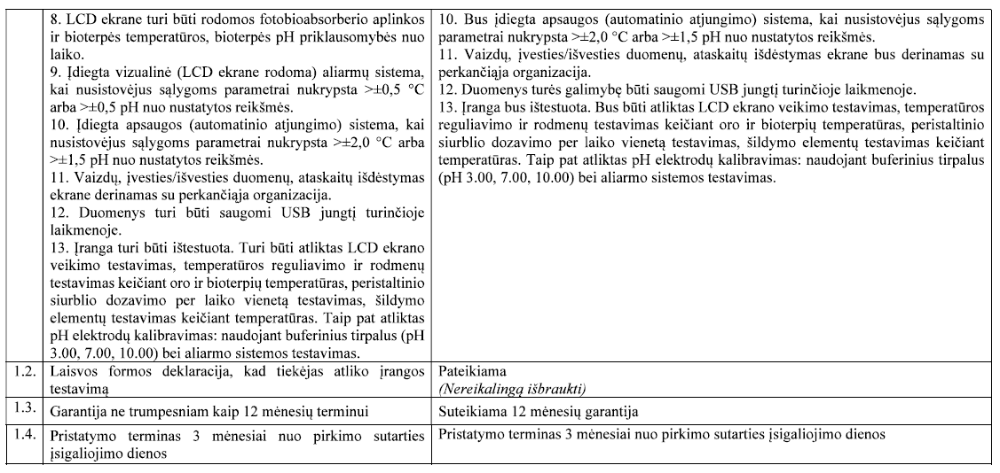 8. LCD ekrane turi būti rodomos fotobioabsorberio aplinkos
ir bioterpės temperatūros, bioterpės pH priklausomybės nuo
laiko.
9. Įdiegta vizualinė (LCD ekrane rodoma) aliarmų sistema,
kai nusistovėjus sąlygoms parametrai nukrypsta >±0,5 °C
arba >±0,5 pH nuo nustatytos reikšmės.
10. Įdiegta apsaugos (automatinio atjungimo) sistema, kai
nusistovėjus sąlygoms parametrai nukrypsta >±2,0 °C arba
>±1,5 pH nuo nustatytos reikšmės.
11. Vaizdų, įvesties/išvesties duomenų, ataskaitų išdėstymas
ekrane derinamas su perkančiąja organizacija.
12. Duomenys turi būti saugomi USB jungtį turinčioje
laikmenoje.
13. Įranga turi būti ištestuota. Turi būti atliktas LCD ekrano
veikimo testavimas, temperatūros reguliavimo ir rodmenų
testavimas keičiant oro ir bioterpių temperatūras, peristaltinio
siurblio dozavimo per laiko vienetą testavimas, šildymo
elementų testavimas keičiant temperatūras. Taip pat atliktas
pH elektrodų kalibravimas: naudojant buferinius tirpalus (pH
3.00, 7.00, 10.00) bei aliarmo sistemos testavimas.
10. Bus įdiegta apsaugos (automatinio atjungimo) sistema, kai nusistovėjus sąlygoms
parametrai nukrypsta >±2,0 °C arba >±1,5 pH nuo nustatytos reikšmės.
11. Vaizdų, įvesties/išvesties duomenų, ataskaitų išdėstymas ekrane bus derinamas su
perkančiąja organizacija.
12. Duomenys turės galimybę būti saugomi USB jungtį turinčioje laikmenoje.
13. Įranga bus ištestuota. Bus būti atliktas LCD ekrano veikimo testavimas, temperatūros
reguliavimo ir rodmenų testavimas keičiant oro ir bioterpių temperatūras, peristaltinio
siurblio dozavimo per laiko vienetą testavimas, šildymo elementų testavimas keičiant
temperatūras. Taip pat atliktas pH elektrodų kalibravimas: naudojant buferinius tirpalus
(pH 3.00, 7.00, 10.00) bei aliarmo sistemos testavimas.
1.2. Laisvos formos deklaracija, kad tiekėjas atliko įrangos
testavimą
Pateikiama
(Nereikalingą išbraukti)
1.3. Garantija ne trumpesniam kaip 12 mėnesių terminui
Suteikiama 12 mėnesių garantija
1.4. Pristatymo terminas 3 mėnesiai nuo pirkimo sutarties
įsigaliojimo dienos
Pristatymo terminas 3 mėnesiai nuo pirkimo sutarties įsigaliojimo dienos